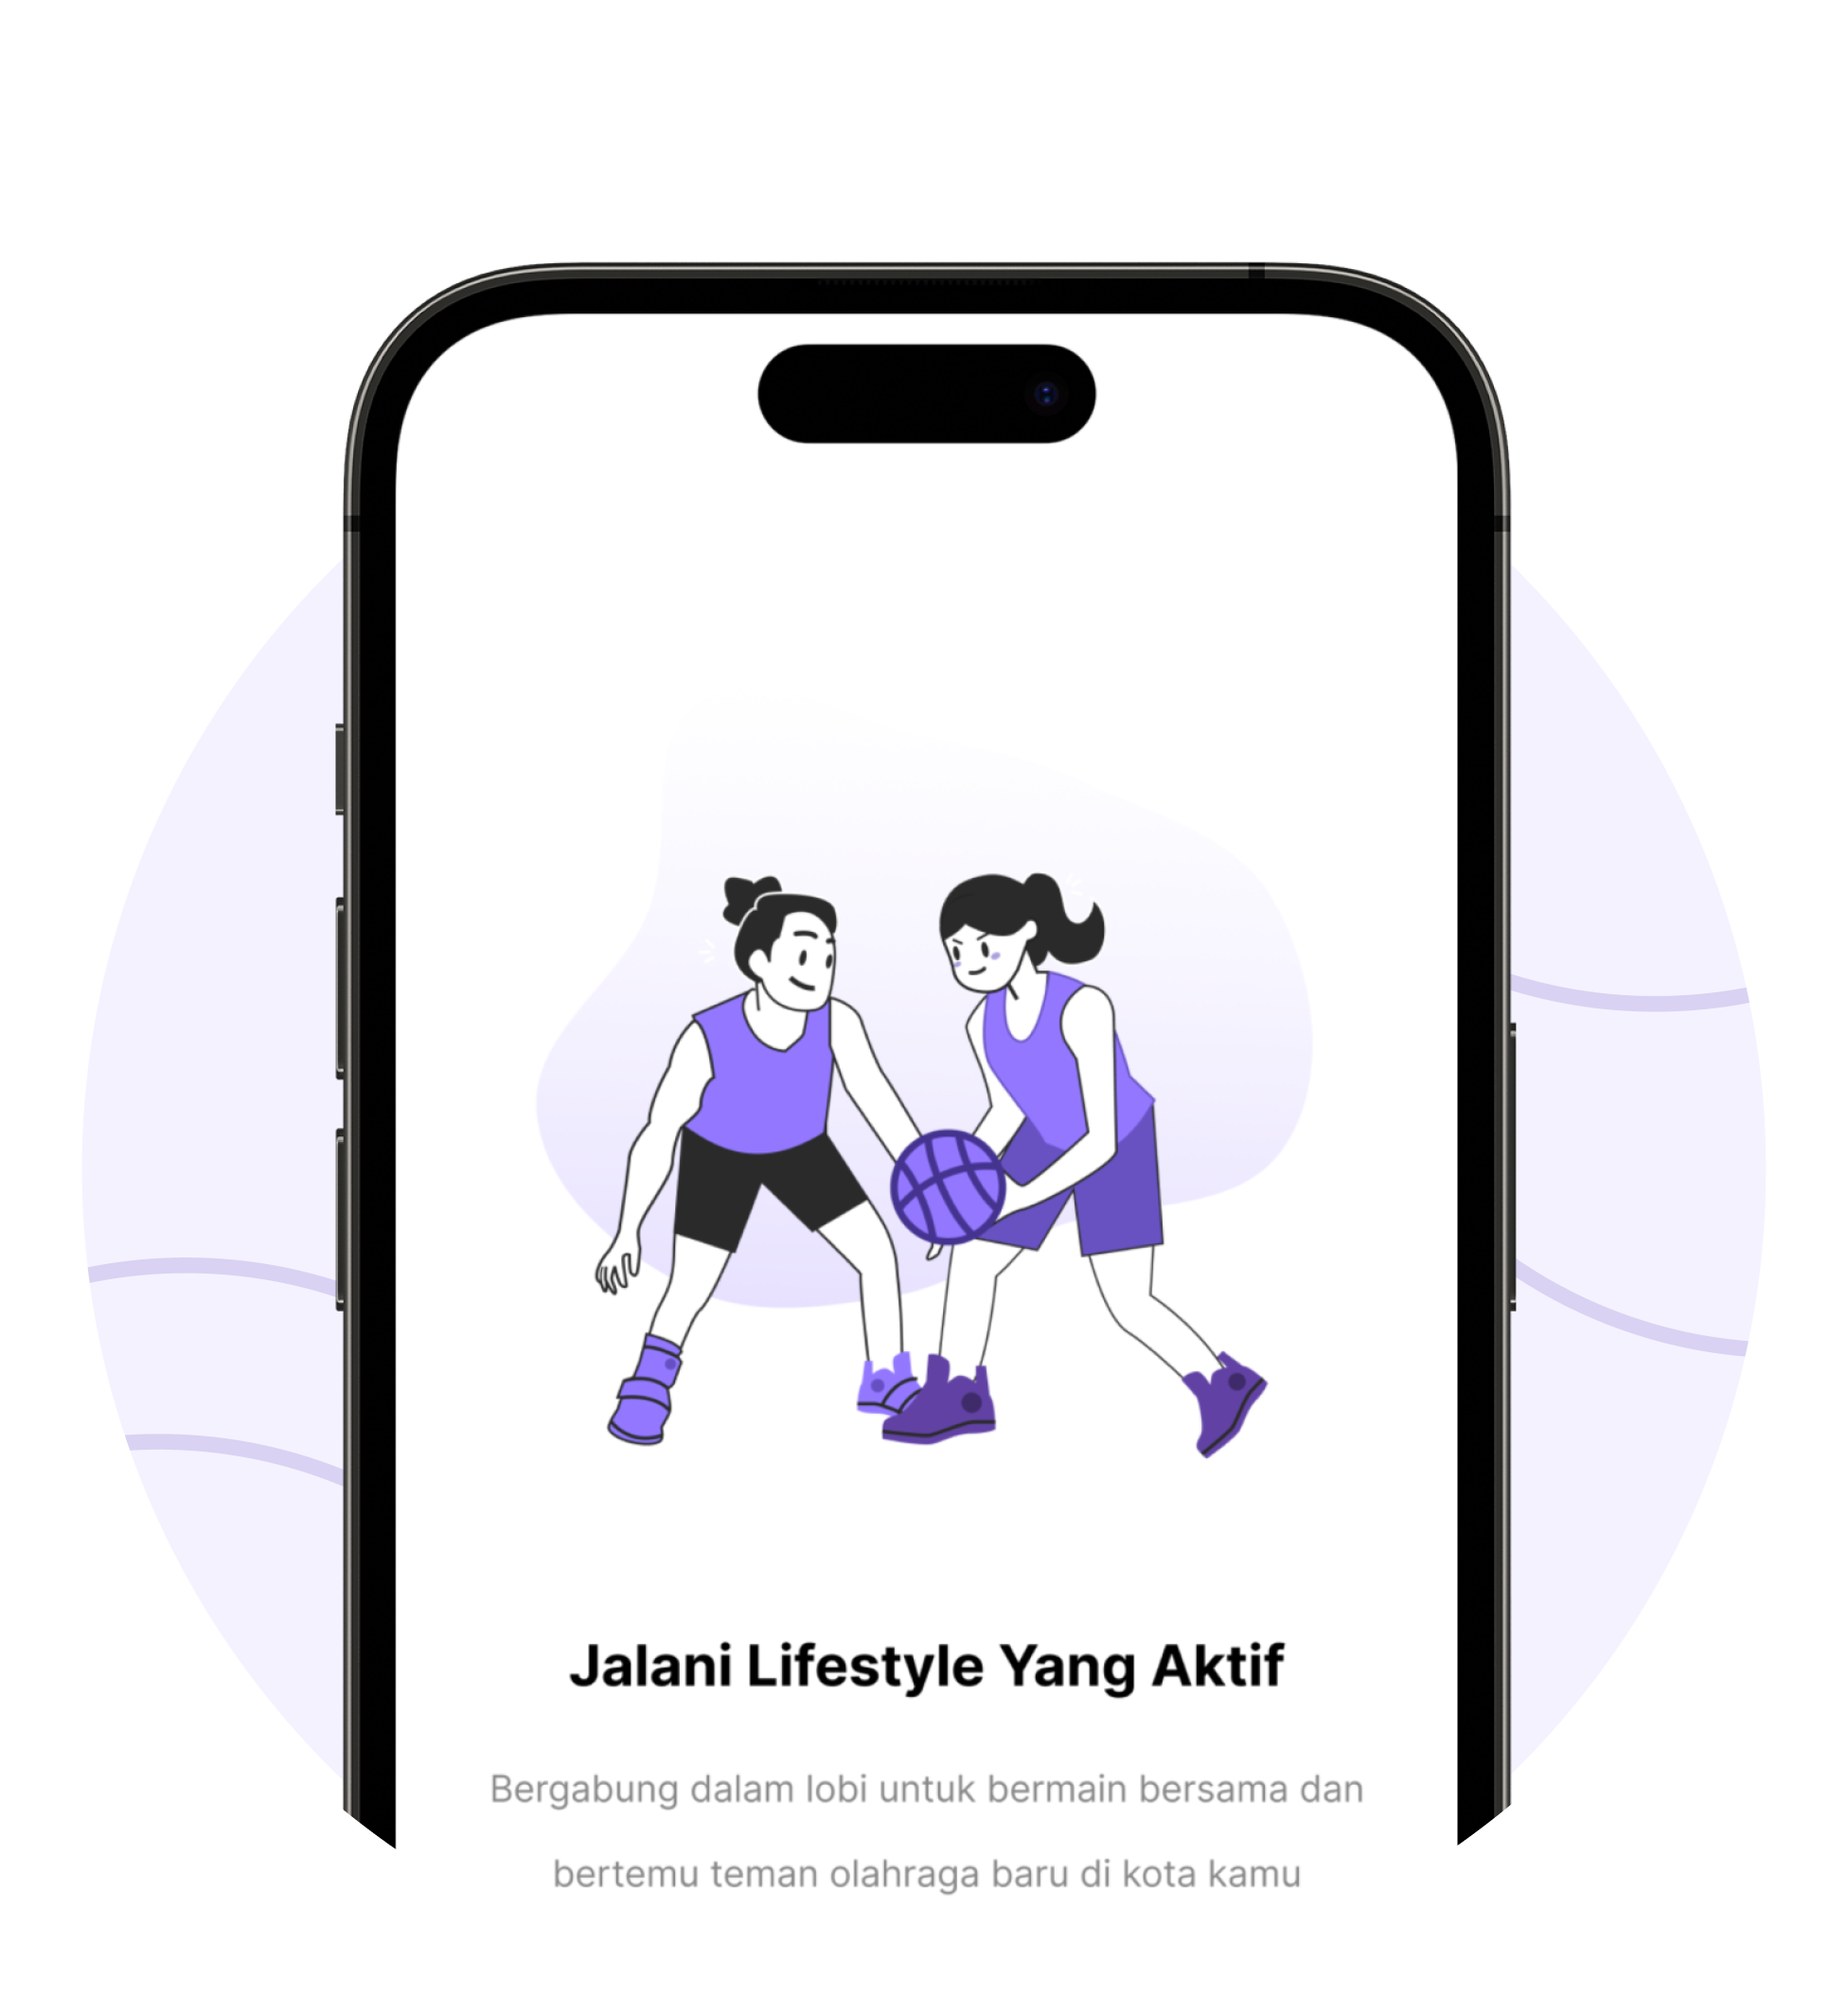 Jalani Lifestyle Yang Aktif
Bergabung dalam lobi untuk bermain bersama dan
bertemu teman olahraga baru di kota kamu